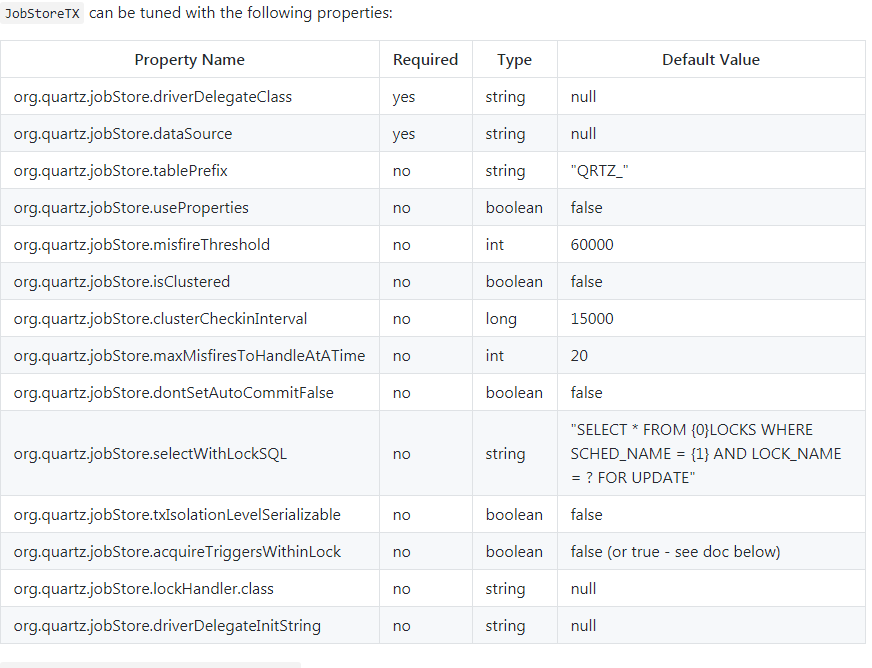 JobStoreTX can be tuned with the following properties:
Property Name Required Type Default Value
org.quartz.jobStore.driverDelegateClass yes string null
org.quartz.jobStore.dataSource yes string null
org.quartz.jobStore.tablePrefix no string "QRTZ_"
org.quartz.jobStore.useProperties no boolean false
org.quartz.jobStore.misfireThreshold no int 60000
org.quartz.jobStore.isClustered no boolean false
org.quartz.jobStore.clusterCheckinInterval no long 15000
org.quartz.jobStore.maxMisfiresToHandleAtATime no int 20
org.quartz.jobStore.dontSetAutoCommitFalse no boolean false
org.quartz.jobStore.selectWithLockSQL no string "SELECT * FROM {0}LOCKS WHERE
SCHED_NAME = {1} AND LOCK_NAME
= ? FOR UPDATE"
org.quartz.jobStore.txIsolationLevelSerializable no boolean false
org.quartz.jobStore.acquireTriggersWithinLock no boolean false (or true - see doc below)
org.quartz.jobStore.lockHandler.class no string null
org.quartz.jobStore.driverDelegateInitString no string null